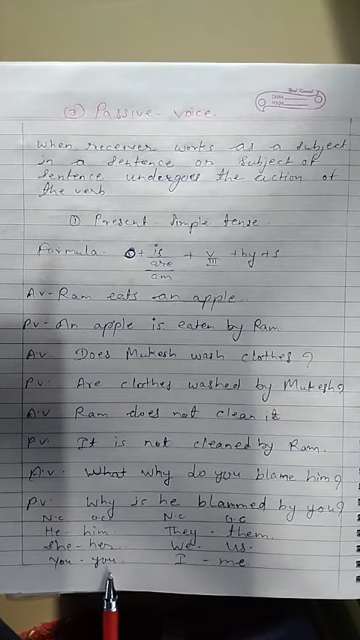 ③ Passive-voice.
When receiver works as a subject
in a sentence or subject of
sentence undergoes the action of
the verb
① Present-Simple tense
Formula- O + is/are/am + V III + by + S
A.V- Ram eats an apple.
P.V- An apple is eaten by Ram.
A.V. Does Mukesh wash clothes?
P.V. Are clothes washed by Mukesh?
A.V Ram does not clean it
P.V. It is not cleaned by Ram.
A.V. What why do you blame him?
P.V. Why is he blammed by you?
N.C O.C N.C O.C
He - him. They - them.
She - her. We - us.
You - you. I - me